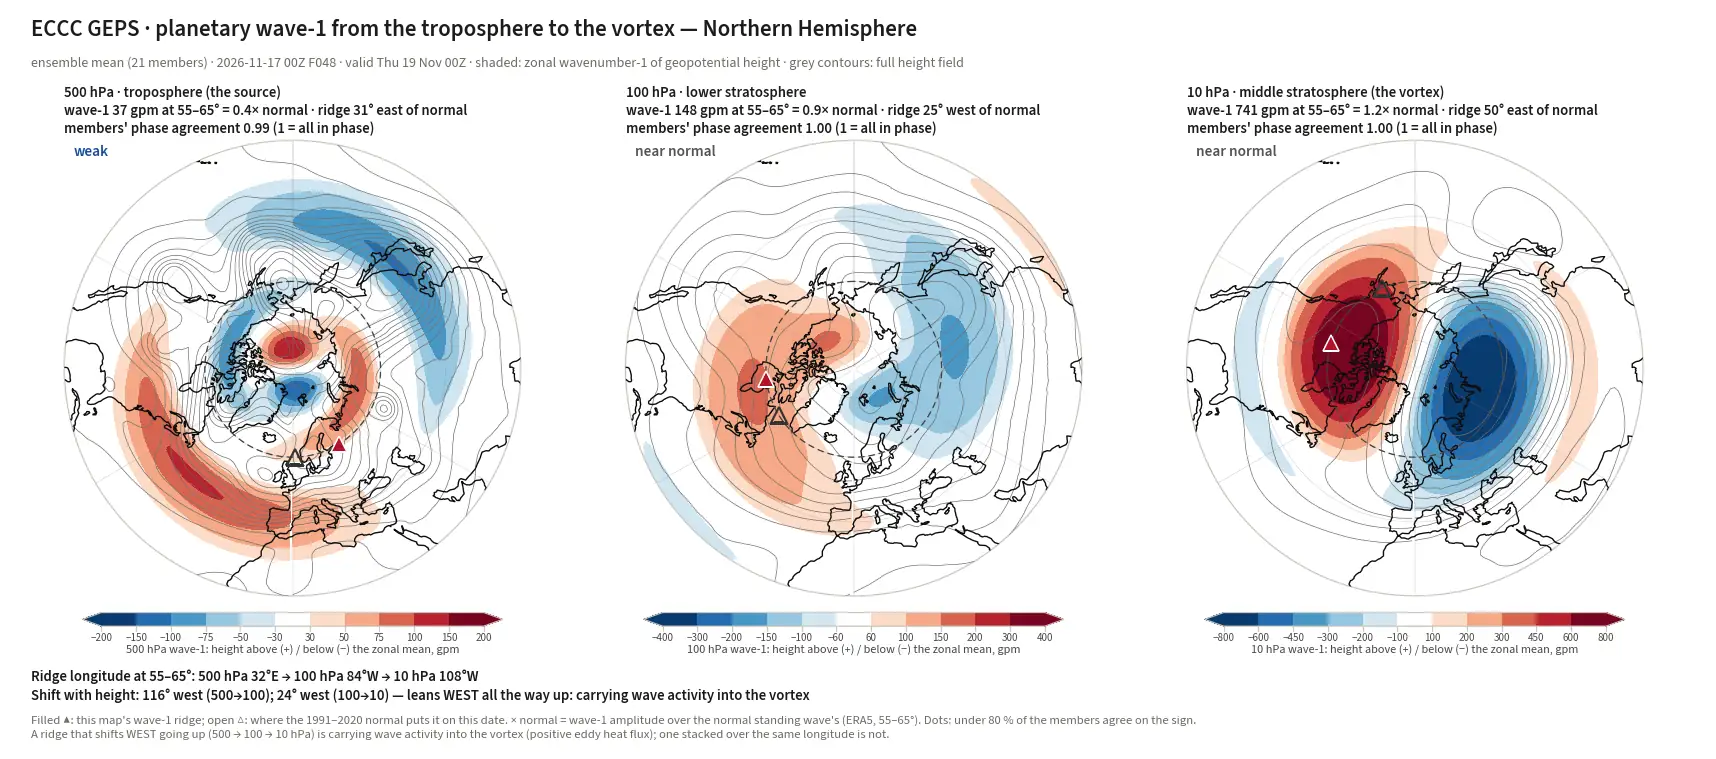 ECCC GEPS · planetary wave-1 from the troposphere to the vortex — Northern Hemisphere
ensemble mean (21 members) · 2026-11-17 00Z F048 · valid Thu 19 Nov 00Z · shaded: zonal wavenumber-1 of geopotential height · grey contours: full height field
500 hPa · troposphere (the source)
wave-1 37 gpm at 55–65° = 0.4× normal · ridge 31° east of normal
members' phase agreement 0.99 (1 = all in phase)
weak
100 hPa · lower stratosphere
wave-1 148 gpm at 55–65° = 0.9× normal · ridge 25° west of normal
members' phase agreement 1.00 (1 = all in phase)
near normal
10 hPa · middle stratosphere (the vortex)
wave-1 741 gpm at 55–65° = 1.2× normal · ridge 50° east of normal
members' phase agreement 1.00 (1 = all in phase)
near normal
−200 −150 −100 −75 −50 −30 30 50 75 100 150 200
500 hPa wave-1: height above (+) / below (−) the zonal mean, gpm
−400 −300 −200 −150 −100 −60 60 100 150 200 300 400
100 hPa wave-1: height above (+) / below (−) the zonal mean, gpm
−800 −600 −450 −300 −200 −100 100 200 300 450 600 800
10 hPa wave-1: height above (+) / below (−) the zonal mean, gpm
Ridge longitude at 55–65°: 500 hPa 32°E → 100 hPa 84°W → 10 hPa 108°W
Shift with height: 116° west (500→100); 24° west (100→10) — leans WEST all the way up: carrying wave activity into the vortex
Filled ▲: this map's wave-1 ridge; open △: where the 1991–2020 normal puts it on this date. × normal = wave-1 amplitude over the normal standing wave's (ERA5, 55–65°). Dots: under 80 % of the members agree on the sign.
A ridge that shifts WEST going up (500 → 100 → 10 hPa) is carrying wave activity into the vortex (positive eddy heat flux); one stacked over the same longitude is not.